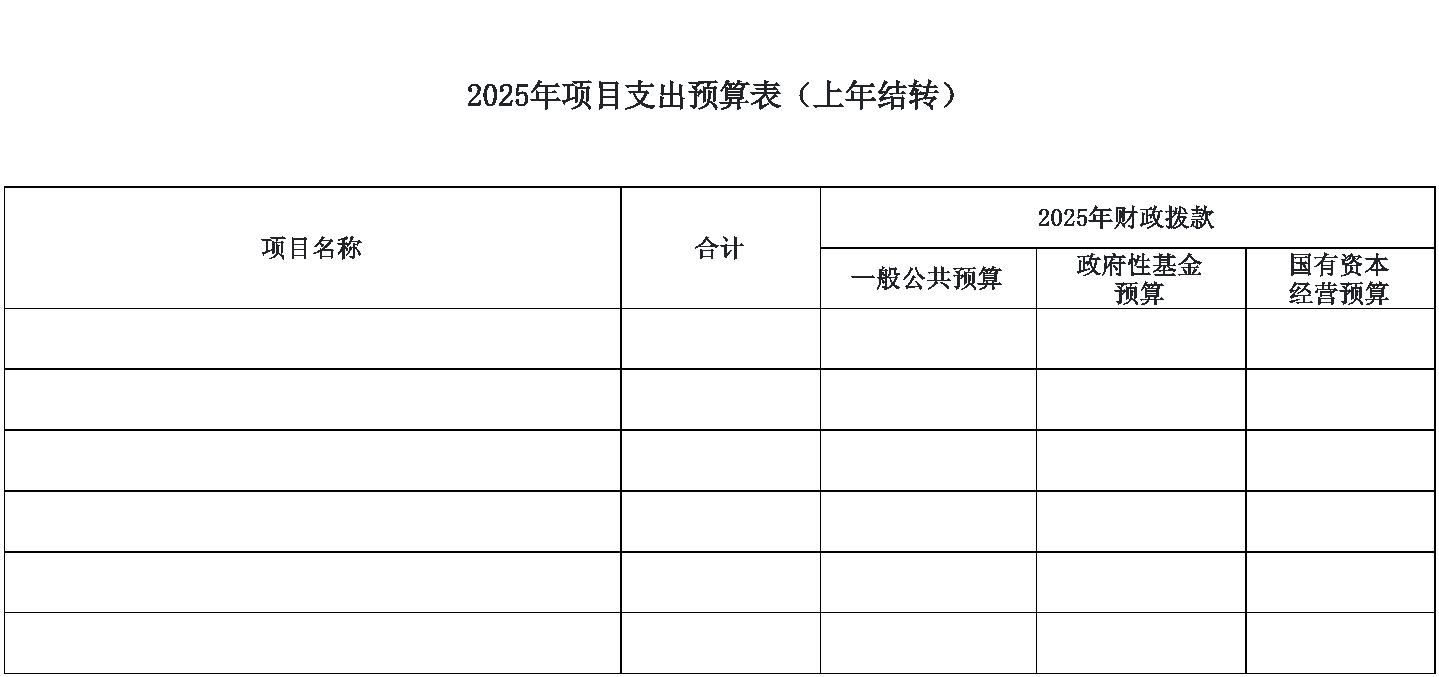 2025年项目支出预算表（上年结转）
项目名称
合计
2025年财政拨款
一般公共预算
政府性基金
预算
国有资本
经营预算